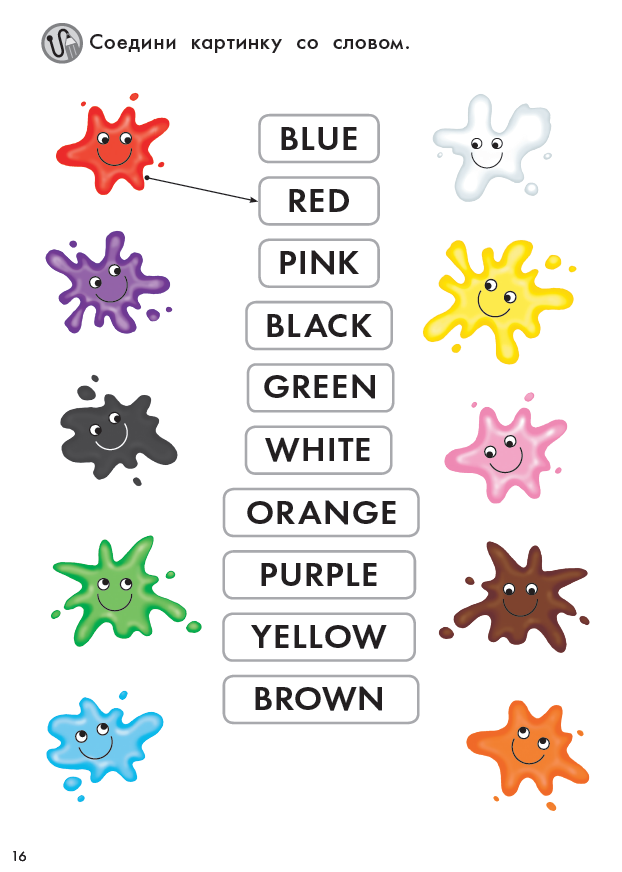 Соедини картинку со словом.
BLUE
RED
PINK
BLACK
GREEN
WHITE
ORANGE
PURPLE
YELLOW
BROWN
16